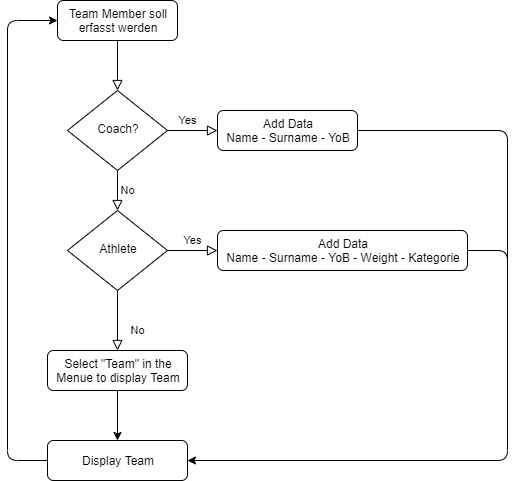 Team Member soll
erfasst werden
Coach?
Yes
Add Data
Name - Surname - YoB
No
Athlete
Yes
Add Data
Name - Surname - YoB - Weight - Kategorie
No
Select "Team" in the
Menue to display Team
Display Team